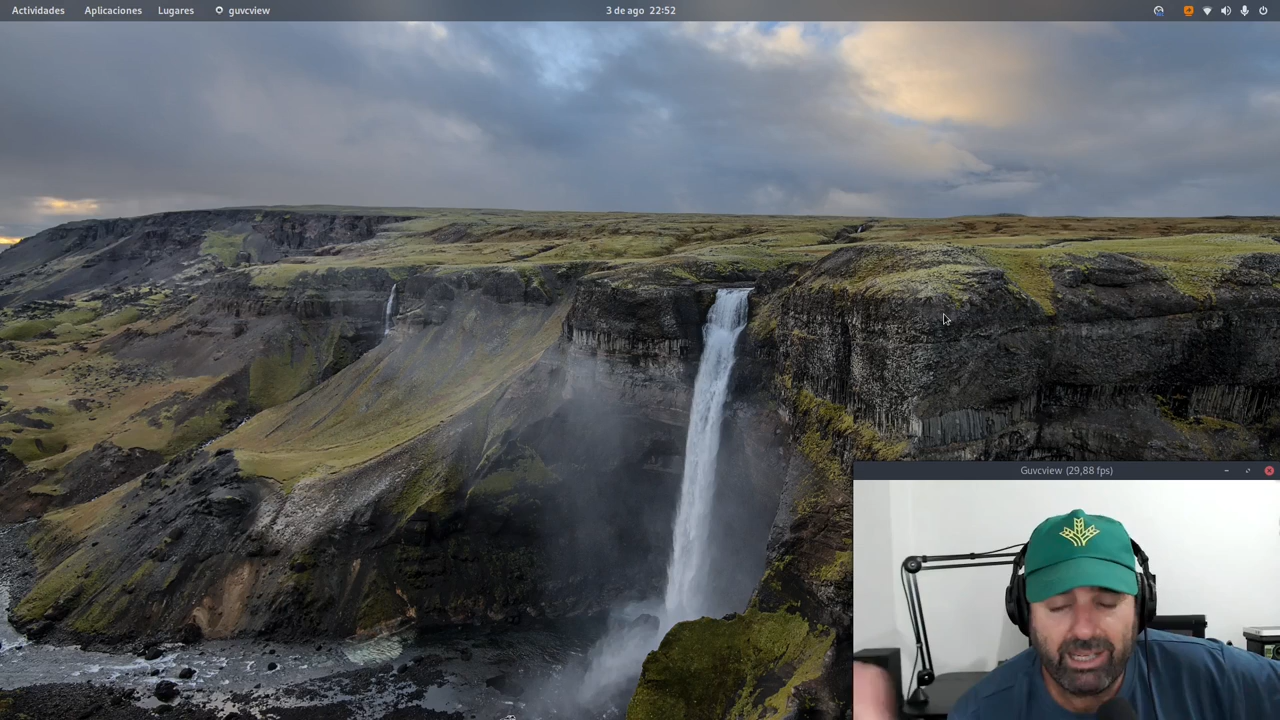 Actividades Aplicaciones Lugares guvcview 3 de ago 22:52
Guvcview (29,88 fps)